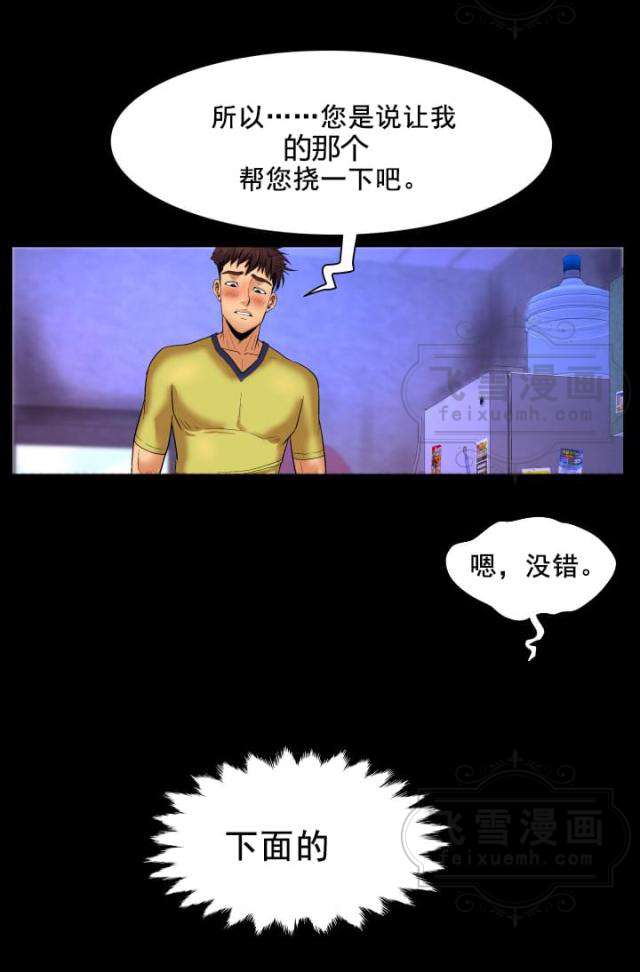 所以……您是说让我
的那个
帮您挠一下吧。
飞雪漫画
feixuemh.com
嗯，没错。
下面的
飞雪漫画
feixuemh.com